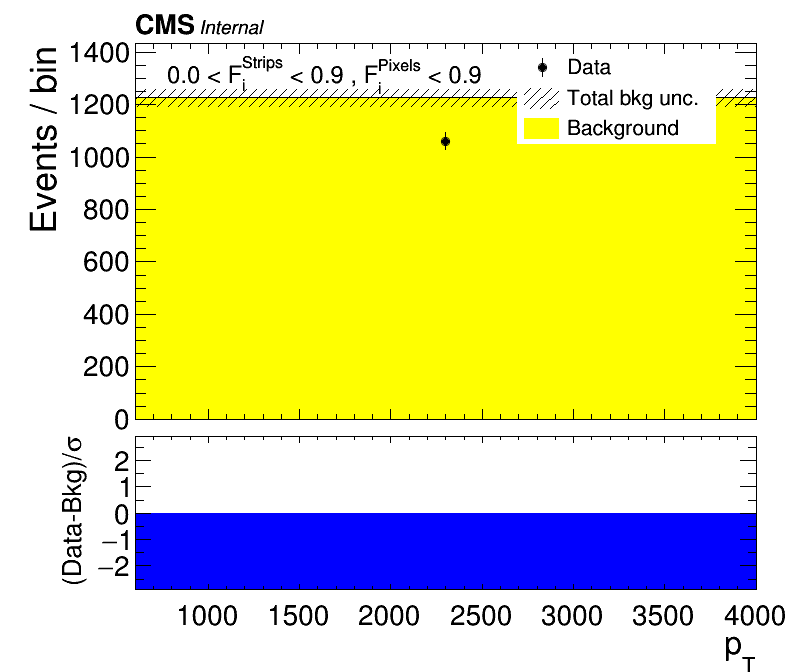 CMS Internal
Events / bin
1400
1200
1000
800
600
400
200
0
0.0 < F_i^Strips < 0.9 , F_i^Pixels < 0.9
Data
Total bkg unc.
Background
(Data-Bkg)/σ
2
1
0
−1
−2
1000 1500 2000 2500 3000 3500 4000
p_T